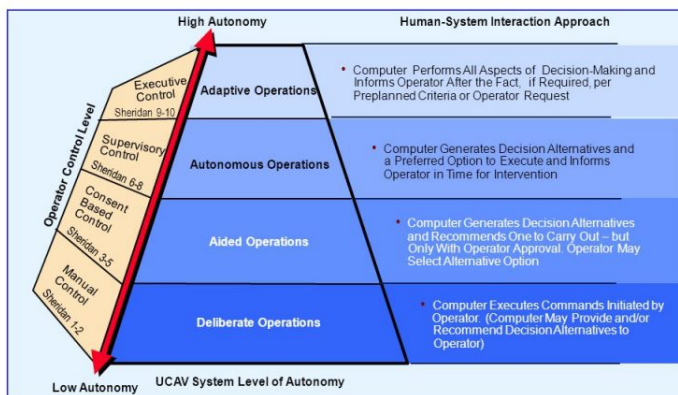 High Autonomy
Human-System Interaction Approach
Operator Control Level
Executive
Control
Sheridan 9-10
Adaptive Operations
• Computer Performs All Aspects of Decision-Making and
Informs Operator After the Fact, if Required, per
Preplanned Criteria or Operator Request
Supervisory
Control
Sheridan 6-8
Autonomous Operations
• Computer Generates Decision Alternatives and
a Preferred Option to Execute and Informs
Operator in Time for Intervention
Consent
Based Control
Sheridan 3-5
Aided Operations
• Computer Generates Decision Alternatives
and Recommends One to Carry Out – but
Only With Operator Approval. Operator May
Select Alternative Option
Manual
Control
Sheridan 1-2
Deliberate Operations
• Computer Executes Commands Initiated by
Operator. (Computer May Provide and/or
Recommend Decision Alternatives to
Operator)
Low Autonomy
UCAV System Level of Autonomy